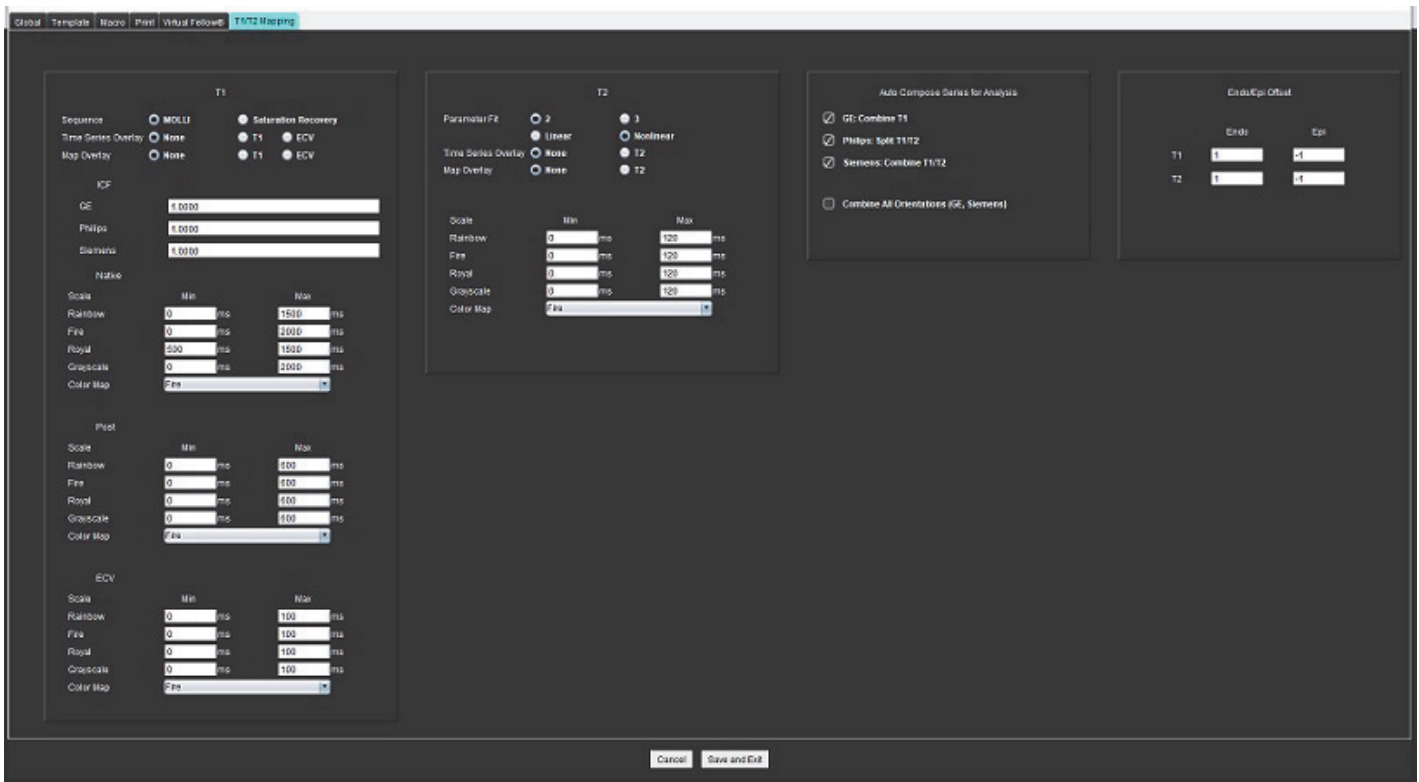 Global Template Macro Print Virtual Fellow® T1/T2 Mapping
T1
Sequence MOLLI Saturation Recovery
Time Series Overlay None T1 ECV
Map Overlay None T1 ECV
ICF
GE 1.0000
Philips 1.0000
Siemens 1.0000
Native
Scale Min Max
Rainbow 0 ms 1500 ms
Fire 0 ms 2000 ms
Royal 500 ms 1500 ms
Grayscale 0 ms 2000 ms
Color Map Fire
Post
Scale Min Max
Rainbow 0 ms 600 ms
Fire 0 ms 600 ms
Royal 0 ms 600 ms
Grayscale 0 ms 600 ms
Color Map Fire
ECV
Scale Min Max
Rainbow 0 ms 100 ms
Fire 0 ms 100 ms
Royal 0 ms 100 ms
Grayscale 0 ms 100 ms
Color Map Fire
T2
Parameter Fit 2 3
Linear Nonlinear
Time Series Overlay None T2
Map Overlay None T2
Scale Min Max
Rainbow 0 ms 120 ms
Fire 0 ms 120 ms
Royal 0 ms 120 ms
Grayscale 0 ms 120 ms
Color Map Fire
Auto Compose Series for Analysis
GE: Combine T1
Philips: Split T1/T2
Siemens: Combine T1/T2
Combine All Orientations (GE, Siemens)
Endo/Epi Offset
Endo Epi
T1 1 -1
T2 1 -1
Cancel Save and Exit